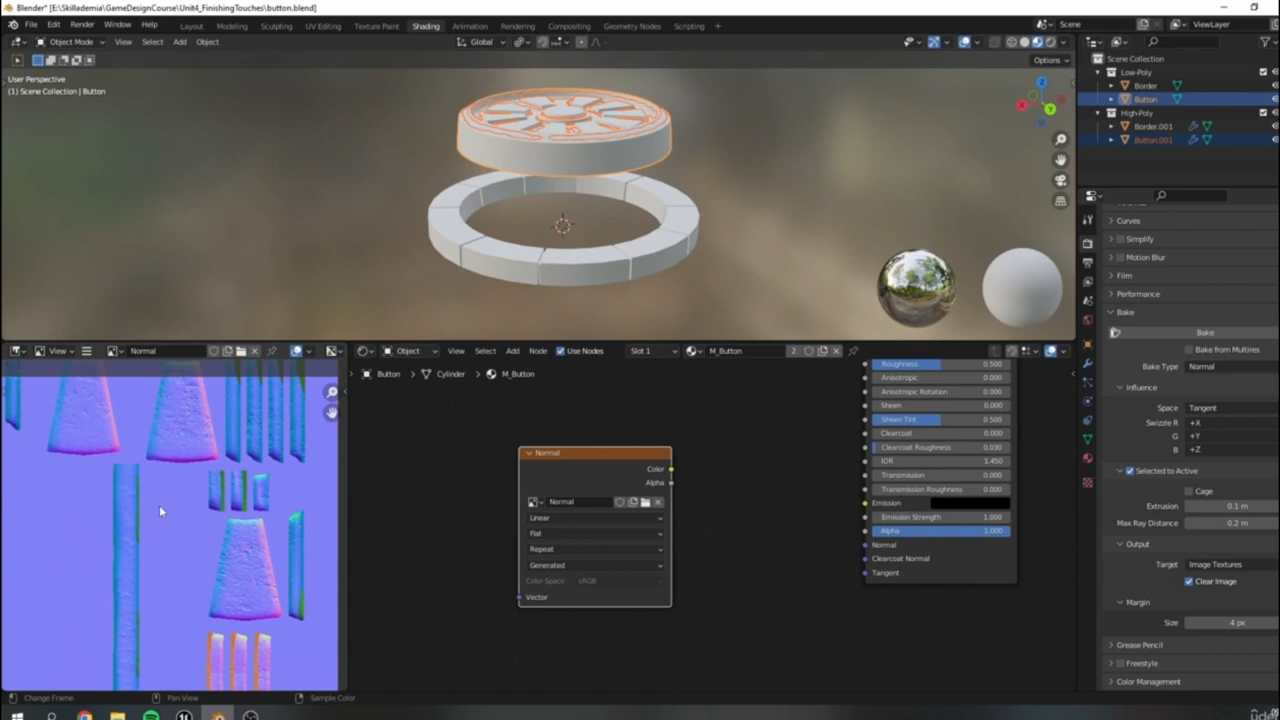 Blender* [E:\Skillademia\GameDesignCourse\Unit4_FinishingTouches\button.blend]
File Edit Render Window Help Layout Modeling Sculpting UV Editing Texture Paint Shading Animation Rendering Compositing Geometry Nodes Scripting Scene ViewLayer
Object Mode View Select Add Object Global
Options
User Perspective
(1) Scene Collection | Button
Scene Collection
Low-Poly
Border
Button
High-Poly
Border.001
Button.001
Curves
Simplify
Motion Blur
Film
Performance
Bake
Bake
Bake from Multires
Bake Type Normal
Influence
Space Tangent
Swizzle R +X
G +Y
B +Z
Selected to Active
Cage
Extrusion 0.1 m
Max Ray Distance 0.2 m
Output
Target Image Textures
Clear Image
Margin
Size 4 px
Grease Pencil
Freestyle
Color Management
View Normal
Object View Select Add Node Use Nodes Slot 1 M_Button 2
Button Cylinder M_Button
Normal
Color
Alpha
Normal
Linear
Flat
Repeat
Generated
Color Space sRGB
Vector
Roughness 0.500
Anisotropic 0.000
Anisotropic Rotation 0.000
Sheen 0.000
Sheen Tint 0.500
Clearcoat 0.000
Clearcoat Roughness 0.030
IOR 1.450
Transmission 0.000
Transmission Roughness 0.000
Emission
Emission Strength 1.000
Alpha 1.000
Normal
Clearcoat Normal
Tangent
Change Frame Pan View Sample Color